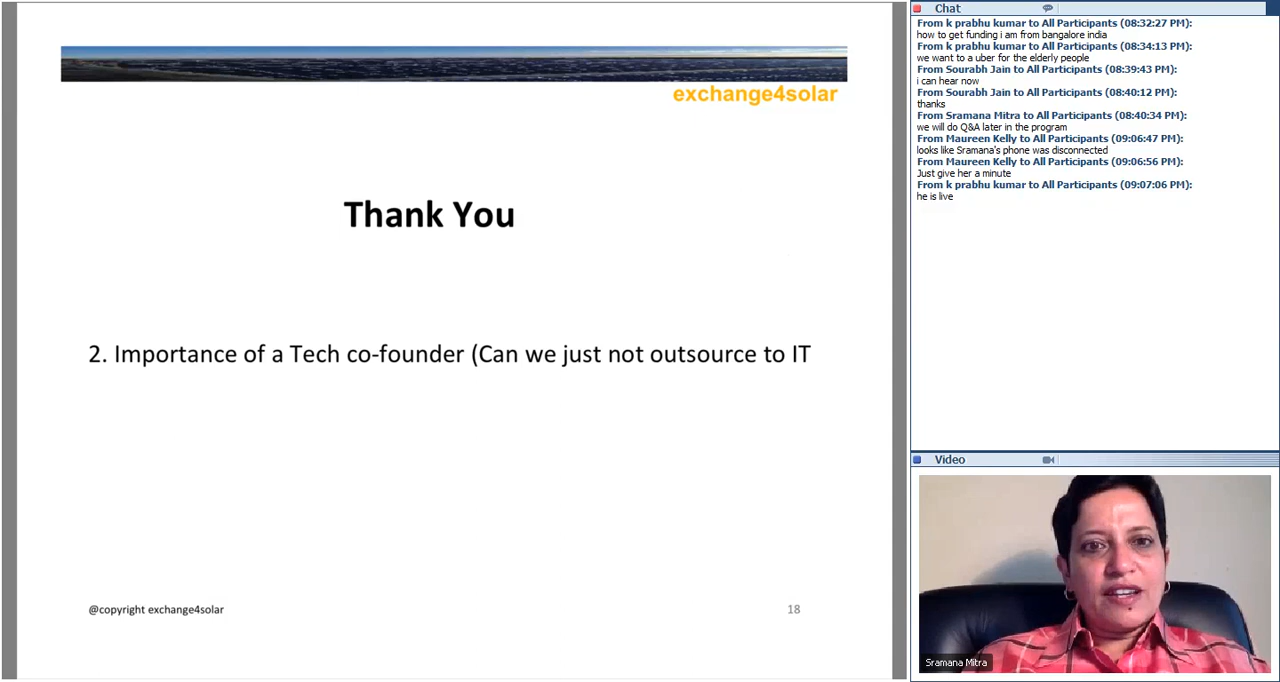 exchange4solar
Thank You
2. Importance of a Tech co-founder (Can we just not outsource to IT
@copyright exchange4solar
18
Chat
From k prabhu kumar to All Participants (08:32:27 PM):
how to get funding i am from bangalore india
From k prabhu kumar to All Participants (08:34:13 PM):
we want to a uber for the elderly people
From Sourabh Jain to All Participants (08:39:43 PM):
i can hear now
From Sourabh Jain to All Participants (08:40:12 PM):
thanks
From Sramana Mitra to All Participants (08:40:34 PM):
we will do Q&A later in the program
From Maureen Kelly to All Participants (09:06:47 PM):
looks like Sramana's phone was disconnected
From Maureen Kelly to All Participants (09:06:56 PM):
Just give her a minute
From k prabhu kumar to All Participants (09:07:06 PM):
he is live
Video
Sramana Mitra